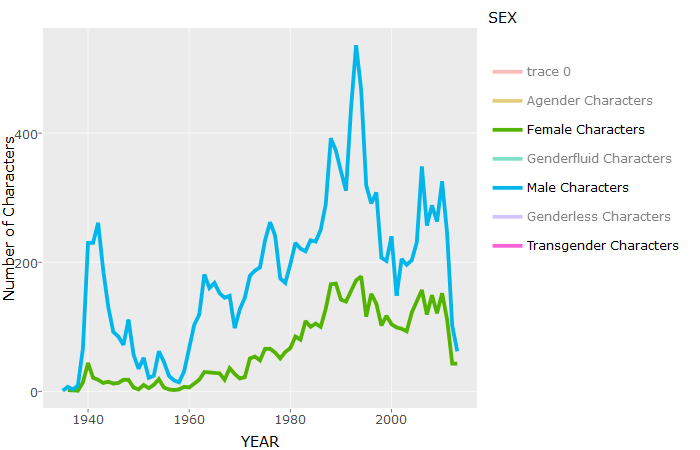 SEX
trace 0
Agender Characters
Female Characters
Genderfluid Characters
Male Characters
Genderless Characters
Transgender Characters
Number of Characters
400
200
0
1940
1960
1980
2000
YEAR